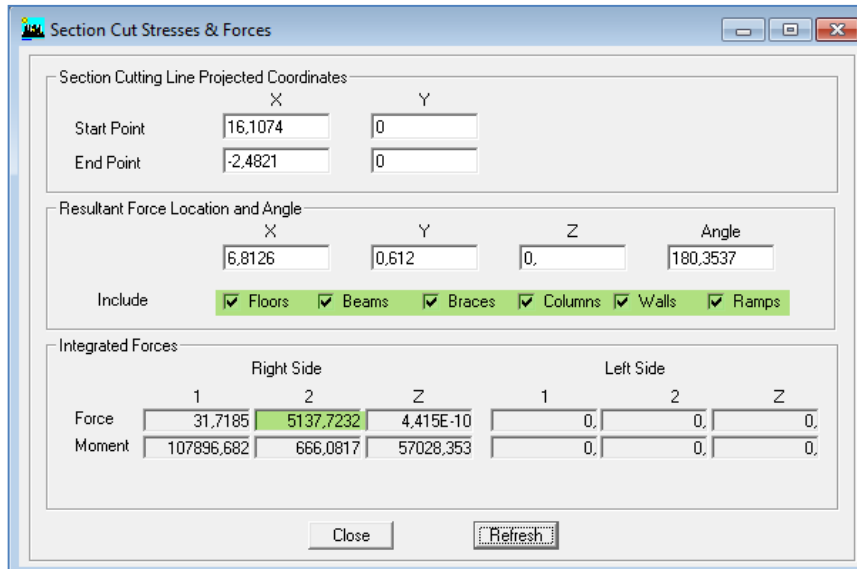 Section Cut Stresses & Forces
Section Cutting Line Projected Coordinates
X Y
Start Point 16,1074 0
End Point -2,4821 0
Resultant Force Location and Angle
X Y Z Angle
6,8126 0,612 0, 180,3537
Include Floors Beams Braces Columns Walls Ramps
Integrated Forces
Right Side Left Side
1 2 Z 1 2 Z
Force 31,7185 5137,7232 4,415E-10 0, 0, 0,
Moment 107896,682 666,0817 57028,353 0, 0, 0,
Close Refresh